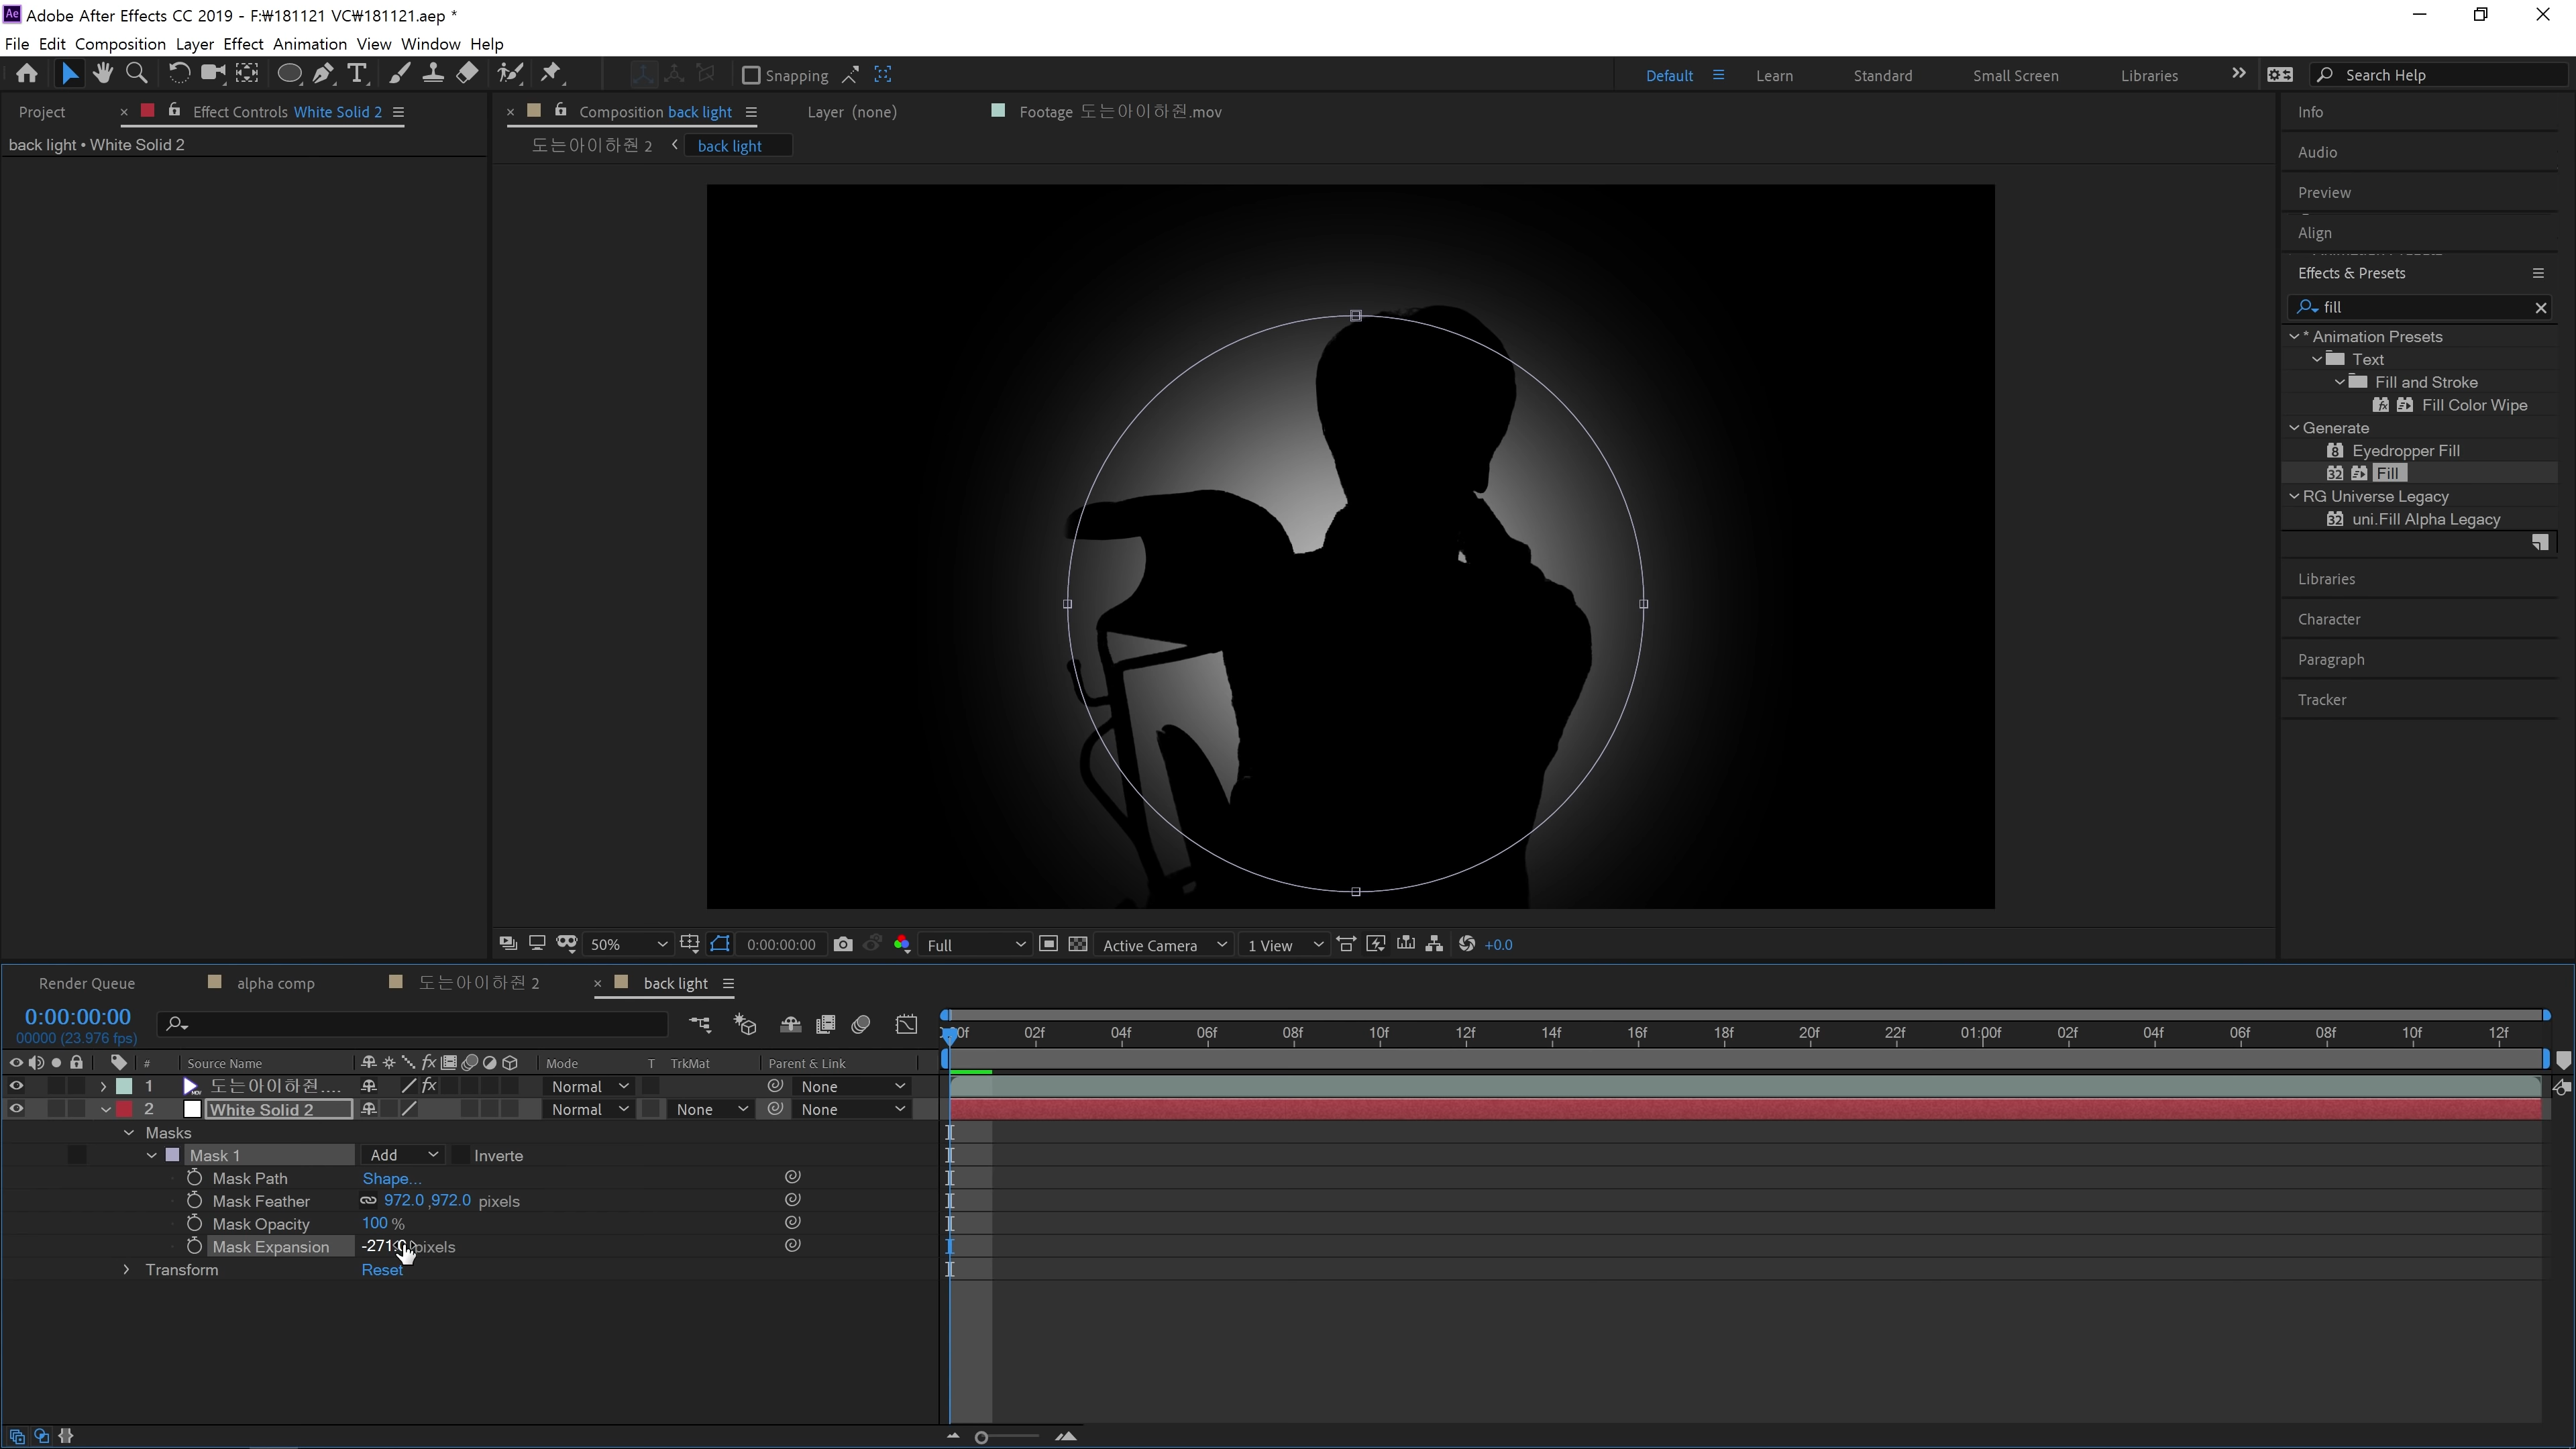 Adobe After Effects CC 2019 - F:₩181121 VC₩181121.aep *
File Edit Composition Layer Effect Animation View Window Help
Snapping Default Learn Standard Small Screen Libraries Search Help
Project Effect Controls White Solid 2 Composition back light Layer (none) Footage 도는아이하줜.mov Info
도는아이하줜 2 back light
back light • White Solid 2
Audio
Preview
Align
Effects & Presets
fill
* Animation Presets
Text
Fill and Stroke
Fill Color Wipe
Generate
Eyedropper Fill
Fill
RG Universe Legacy
uni.Fill Alpha Legacy
Libraries
Character
Paragraph
Tracker
50% 0:00:00:00 Full Active Camera 1 View +0.0
Render Queue alpha comp 도는아이하줜 2 back light
0:00:00:00
00000 (23.976 fps)
00f 02f 04f 06f 08f 10f 12f 14f 16f 18f 20f 22f 01:00f 02f 04f 06f 08f 10f 12f
# Source Name Mode T TrkMat Parent & Link
1 도는아이하줜.... Normal None
2 White Solid 2 Normal None None
Masks
Mask 1 Add Inverte
Mask Path Shape...
Mask Feather 972.0 ,972.0 pixels
Mask Opacity 100 %
Mask Expansion -271.0 pixels
Transform Reset